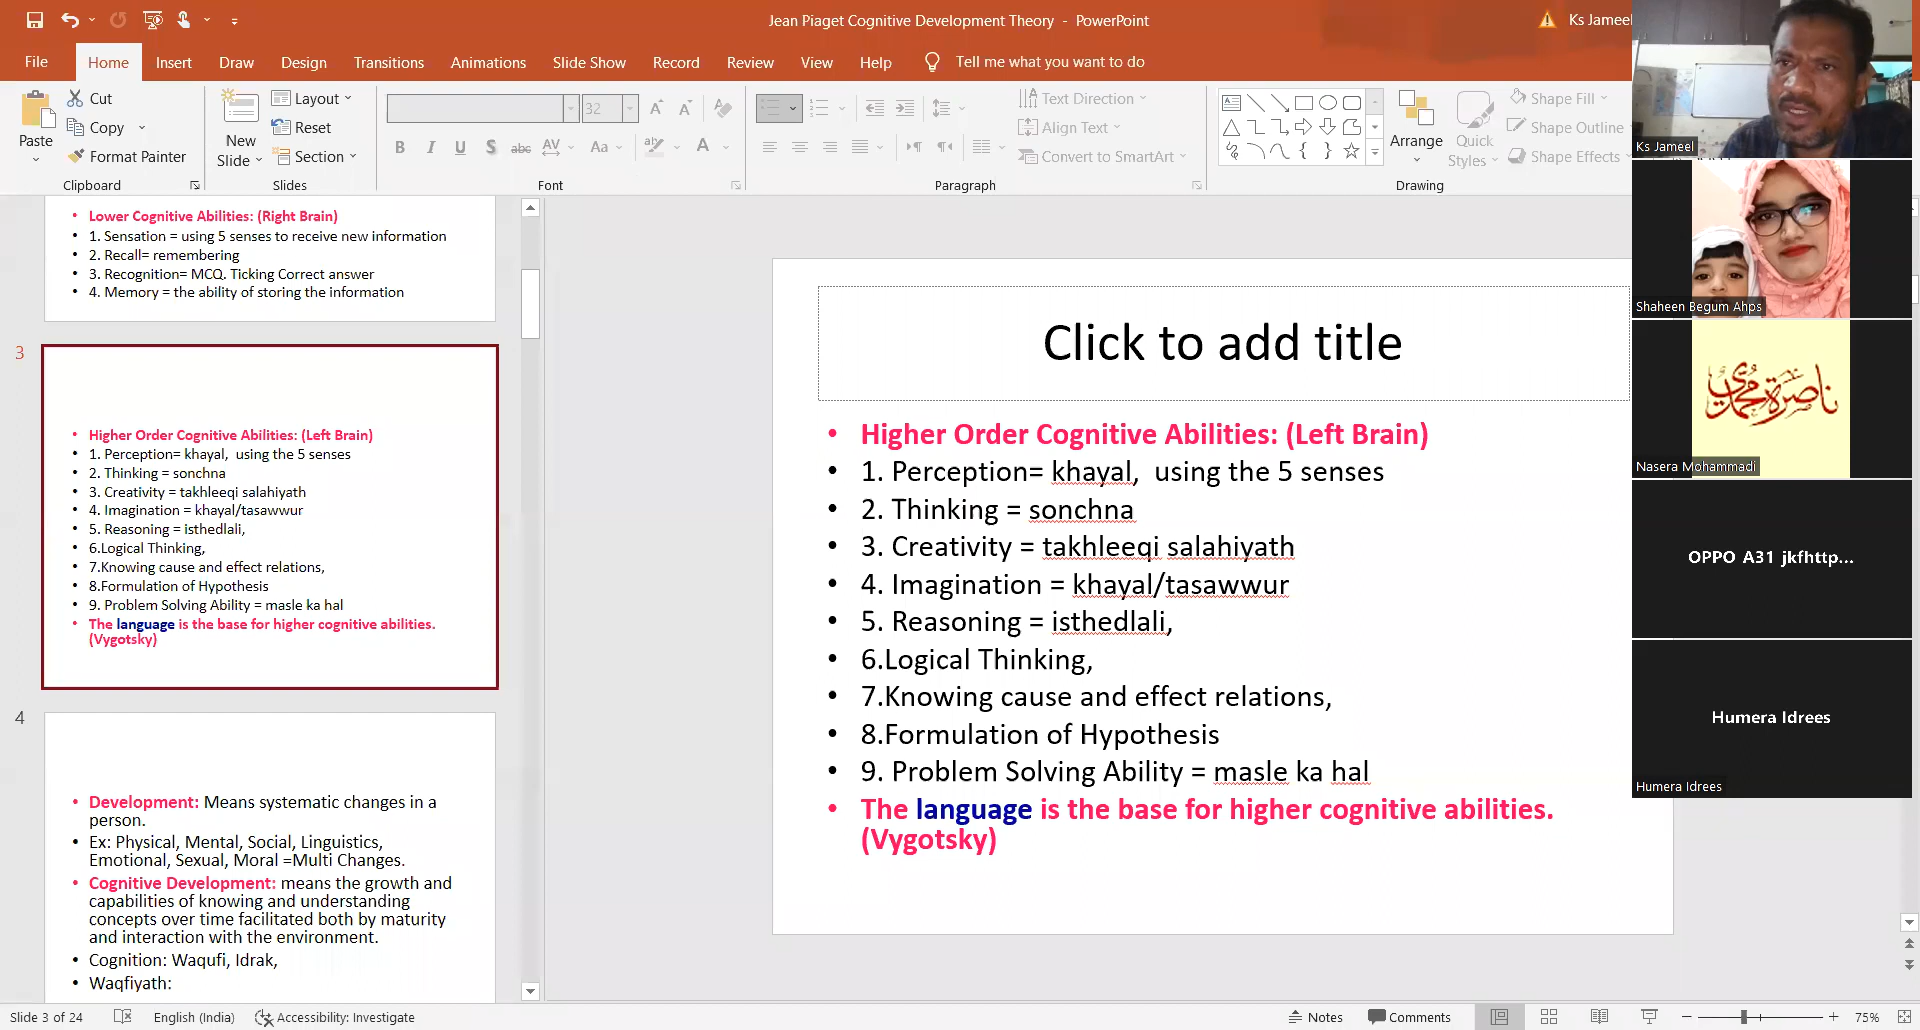 Jean Piaget Cognitive Development Theory - PowerPoint
Ks Jameel
File Home Insert Draw Design Transitions Animations Slide Show Record Review View Help Tell me what you want to do
Paste
Cut
Copy
Format Painter
Clipboard
New Slide
Layout
Reset
Section
Slides
32
B I U S abc AV Aa A
Font
Text Direction
Align Text
Convert to SmartArt
Paragraph
Arrange
Quick Styles
Shape Fill
Shape Outline
Shape Effects
Drawing
• Lower Cognitive Abilities: (Right Brain)
• 1. Sensation = using 5 senses to receive new information
• 2. Recall= remembering
• 3. Recognition= MCQ. Ticking Correct answer
• 4. Memory = the ability of storing the information
3
• Higher Order Cognitive Abilities: (Left Brain)
• 1. Perception= khayal, using the 5 senses
• 2. Thinking = sonchna
• 3. Creativity = takhleeqi salahiyath
• 4. Imagination = khayal/tasawwur
• 5. Reasoning = isthedlali,
• 6.Logical Thinking,
• 7.Knowing cause and effect relations,
• 8.Formulation of Hypothesis
• 9. Problem Solving Ability = masle ka hal
• The language is the base for higher cognitive abilities.
(Vygotsky)
4
• Development: Means systematic changes in a
person.
• Ex: Physical, Mental, Social, Linguistics,
Emotional, Sexual, Moral =Multi Changes.
• Cognitive Development: means the growth and
capabilities of knowing and understanding
concepts over time facilitated both by maturity
and interaction with the environment.
• Cognition: Waqufi, Idrak,
• Waqfiyath:
Click to add title
• Higher Order Cognitive Abilities: (Left Brain)
• 1. Perception= khayal, using the 5 senses
• 2. Thinking = sonchna
• 3. Creativity = takhleeqi salahiyath
• 4. Imagination = khayal/tasawwur
• 5. Reasoning = isthedlali,
• 6.Logical Thinking,
• 7.Knowing cause and effect relations,
• 8.Formulation of Hypothesis
• 9. Problem Solving Ability = masle ka hal
• The language is the base for higher cognitive abilities.
(Vygotsky)
Ks Jameel
Shaheen Begum Ahps
ناصرة محمدي
Nasera Mohammadi
OPPO A31 jkfhttp...
Humera Idrees
Humera Idrees
Slide 3 of 24 English (India) Accessibility: Investigate Notes Comments 75%